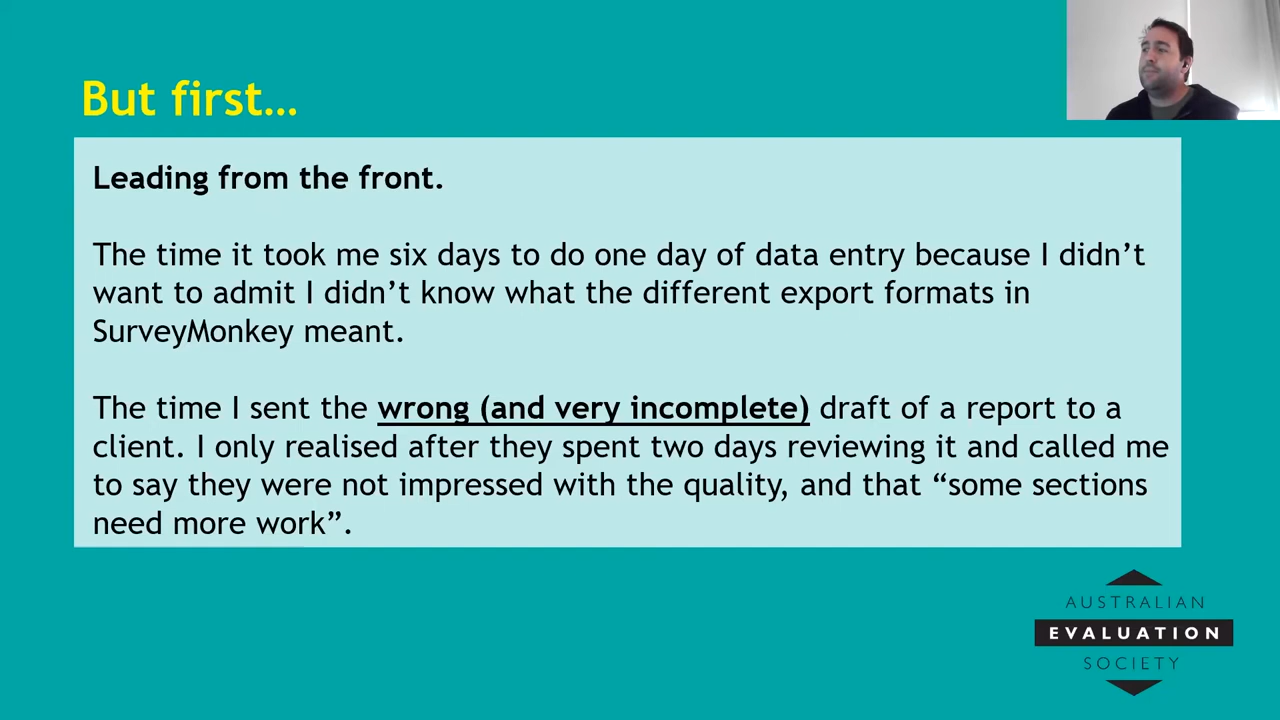 But first…
Leading from the front.
The time it took me six days to do one day of data entry because I didn’t
want to admit I didn’t know what the different export formats in
SurveyMonkey meant.
The time I sent the wrong (and very incomplete) draft of a report to a
client. I only realised after they spent two days reviewing it and called me
to say they were not impressed with the quality, and that “some sections
need more work”.
AUSTRALIAN
EVALUATION
SOCIETY